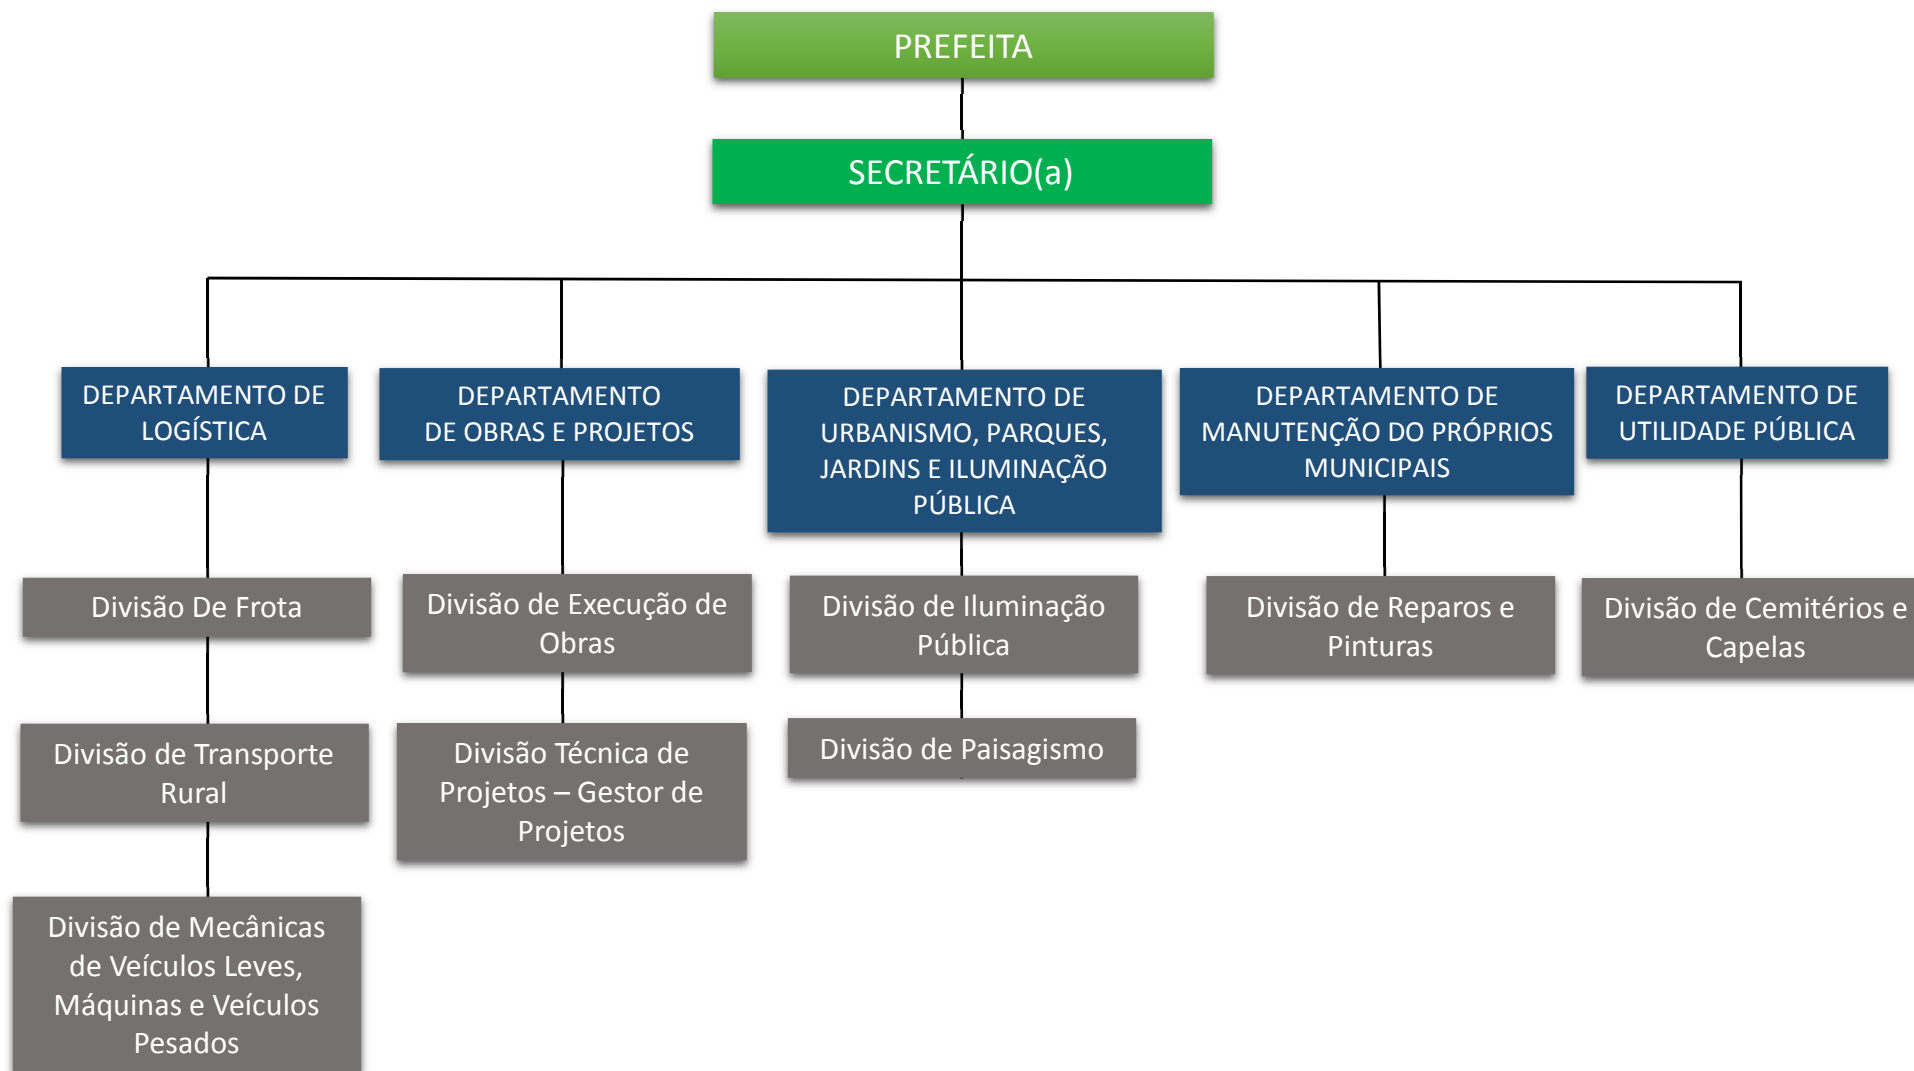 PREFEITA
SECRETÁRIO(a)
DEPARTAMENTO DE
LOGÍSTICA
DEPARTAMENTO
DE OBRAS E PROJETOS
DEPARTAMENTO DE
URBANISMO, PARQUES,
JARDINS E ILUMINAÇÃO
PÚBLICA
DEPARTAMENTO DE
MANUTENÇÃO DO PRÓPRIOS
MUNICIPAIS
DEPARTAMENTO DE
UTILIDADE PÚBLICA
Divisão De Frota
Divisão de Execução de
Obras
Divisão de Iluminação
Pública
Divisão de Reparos e
Pinturas
Divisão de Cemitérios e
Capelas
Divisão de Transporte
Rural
Divisão Técnica de
Projetos – Gestor de
Projetos
Divisão de Paisagismo
Divisão de Mecânicas
de Veículos Leves,
Máquinas e Veículos
Pesados